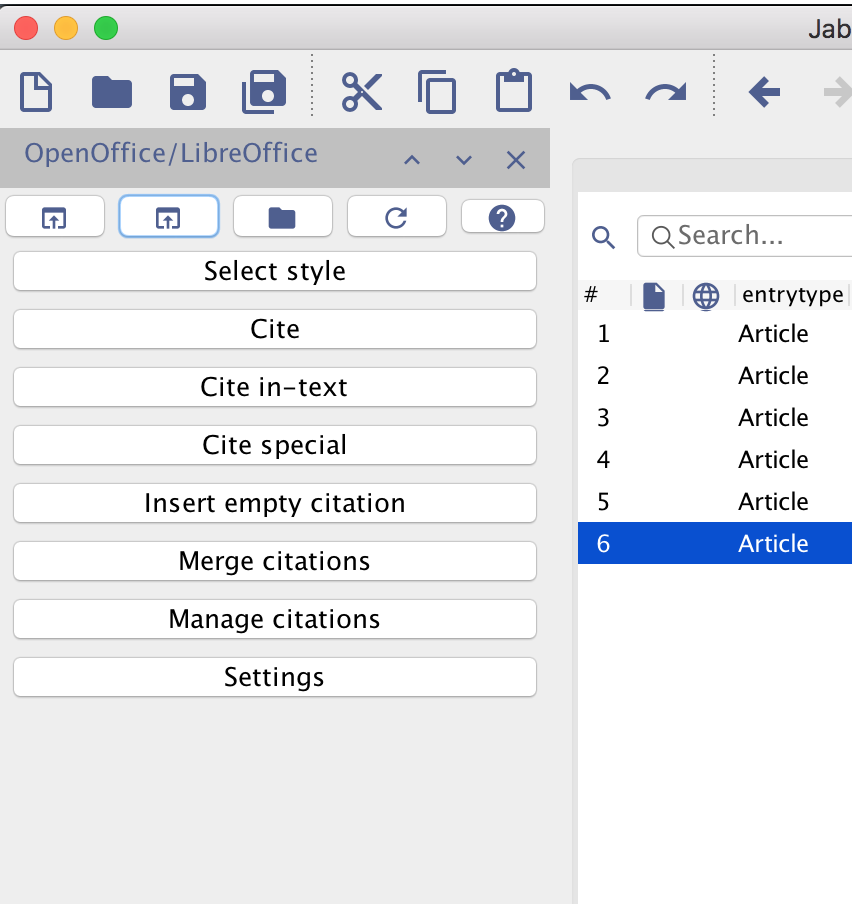 Jab
OpenOffice/LibreOffice
Select style
Cite
Cite in-text
Cite special
Insert empty citation
Merge citations
Manage citations
Settings
Search...
# entrytype
1 Article
2 Article
3 Article
4 Article
5 Article
6 Article